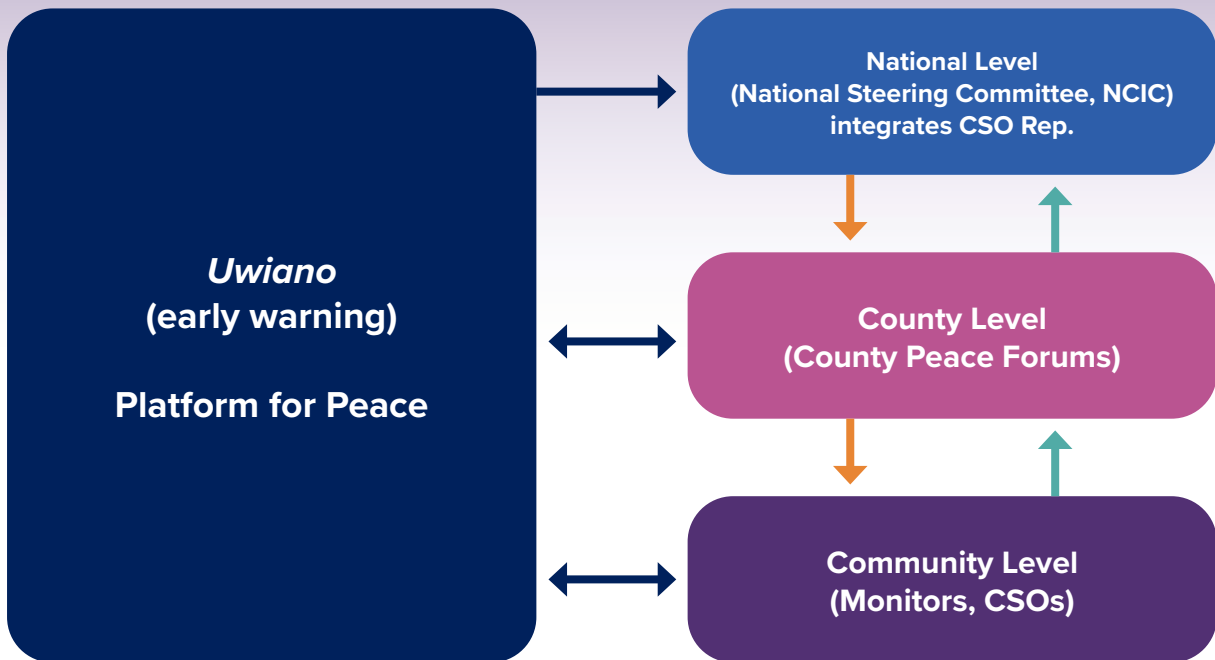 Uwiano
(early warning)
Platform for Peace
National Level
(National Steering Committee, NCIC)
integrates CSO Rep.
County Level
(County Peace Forums)
Community Level
(Monitors, CSOs)